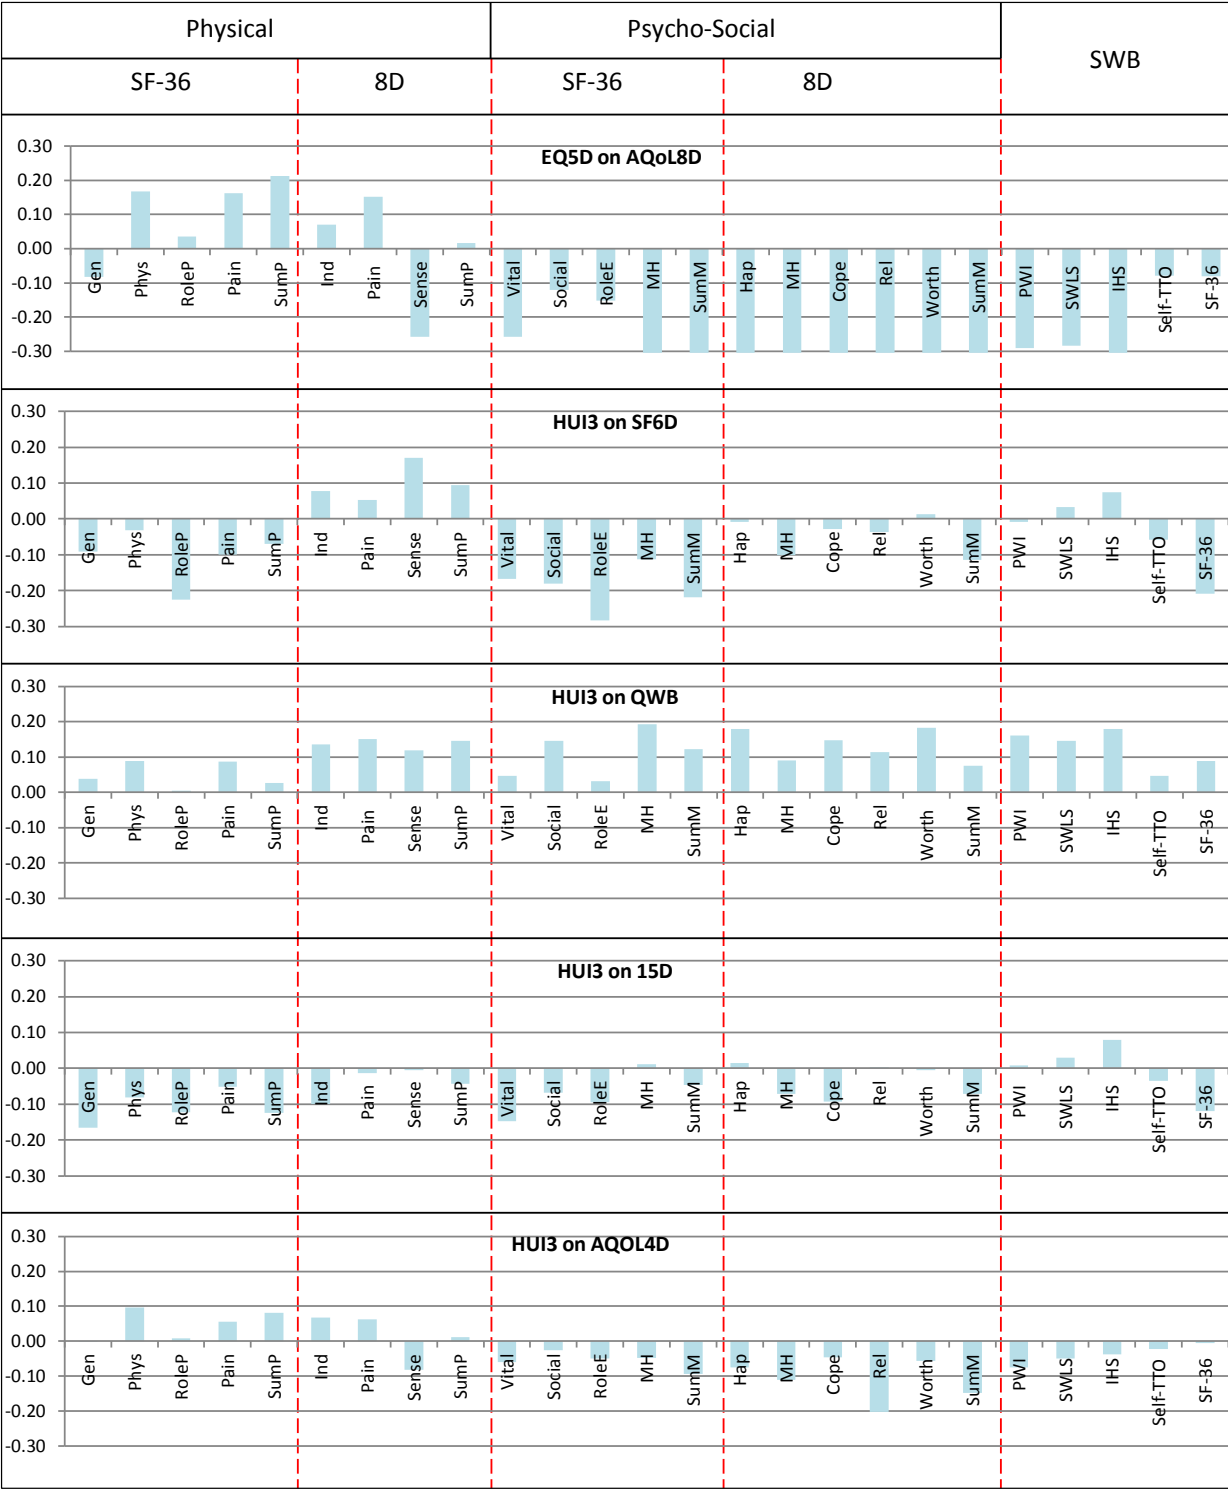 Physical Psycho-Social SWB
SF-36 8D SF-36 8D
EQ5D on AQoL8D
0.30
0.20
0.10
0.00
-0.10
-0.20
-0.30
Gen Phys RoleP Pain SumP Ind Pain Sense SumP Vital Social RoleE MH SumM Hap MH Cope Rel Worth SumM PWI SWLS IHS Self-TTO SF-36
HUI3 on SF6D
0.30
0.20
0.10
0.00
-0.10
-0.20
-0.30
Gen Phys RoleP Pain SumP Ind Pain Sense SumP Vital Social RoleE MH SumM Hap MH Cope Rel Worth SumM PWI SWLS IHS Self-TTO SF-36
HUI3 on QWB
0.30
0.20
0.10
0.00
-0.10
-0.20
-0.30
Gen Phys RoleP Pain SumP Ind Pain Sense SumP Vital Social RoleE MH SumM Hap MH Cope Rel Worth SumM PWI SWLS IHS Self-TTO SF-36
HUI3 on 15D
0.30
0.20
0.10
0.00
-0.10
-0.20
-0.30
Gen Phys RoleP Pain SumP Ind Pain Sense SumP Vital Social RoleE MH SumM Hap MH Cope Rel Worth SumM PWI SWLS IHS Self-TTO SF-36
HUI3 on AQOL4D
0.30
0.20
0.10
0.00
-0.10
-0.20
-0.30
Gen Phys RoleP Pain SumP Ind Pain Sense SumP Vital Social RoleE MH SumM Hap MH Cope Rel Worth SumM PWI SWLS IHS Self-TTO SF-36